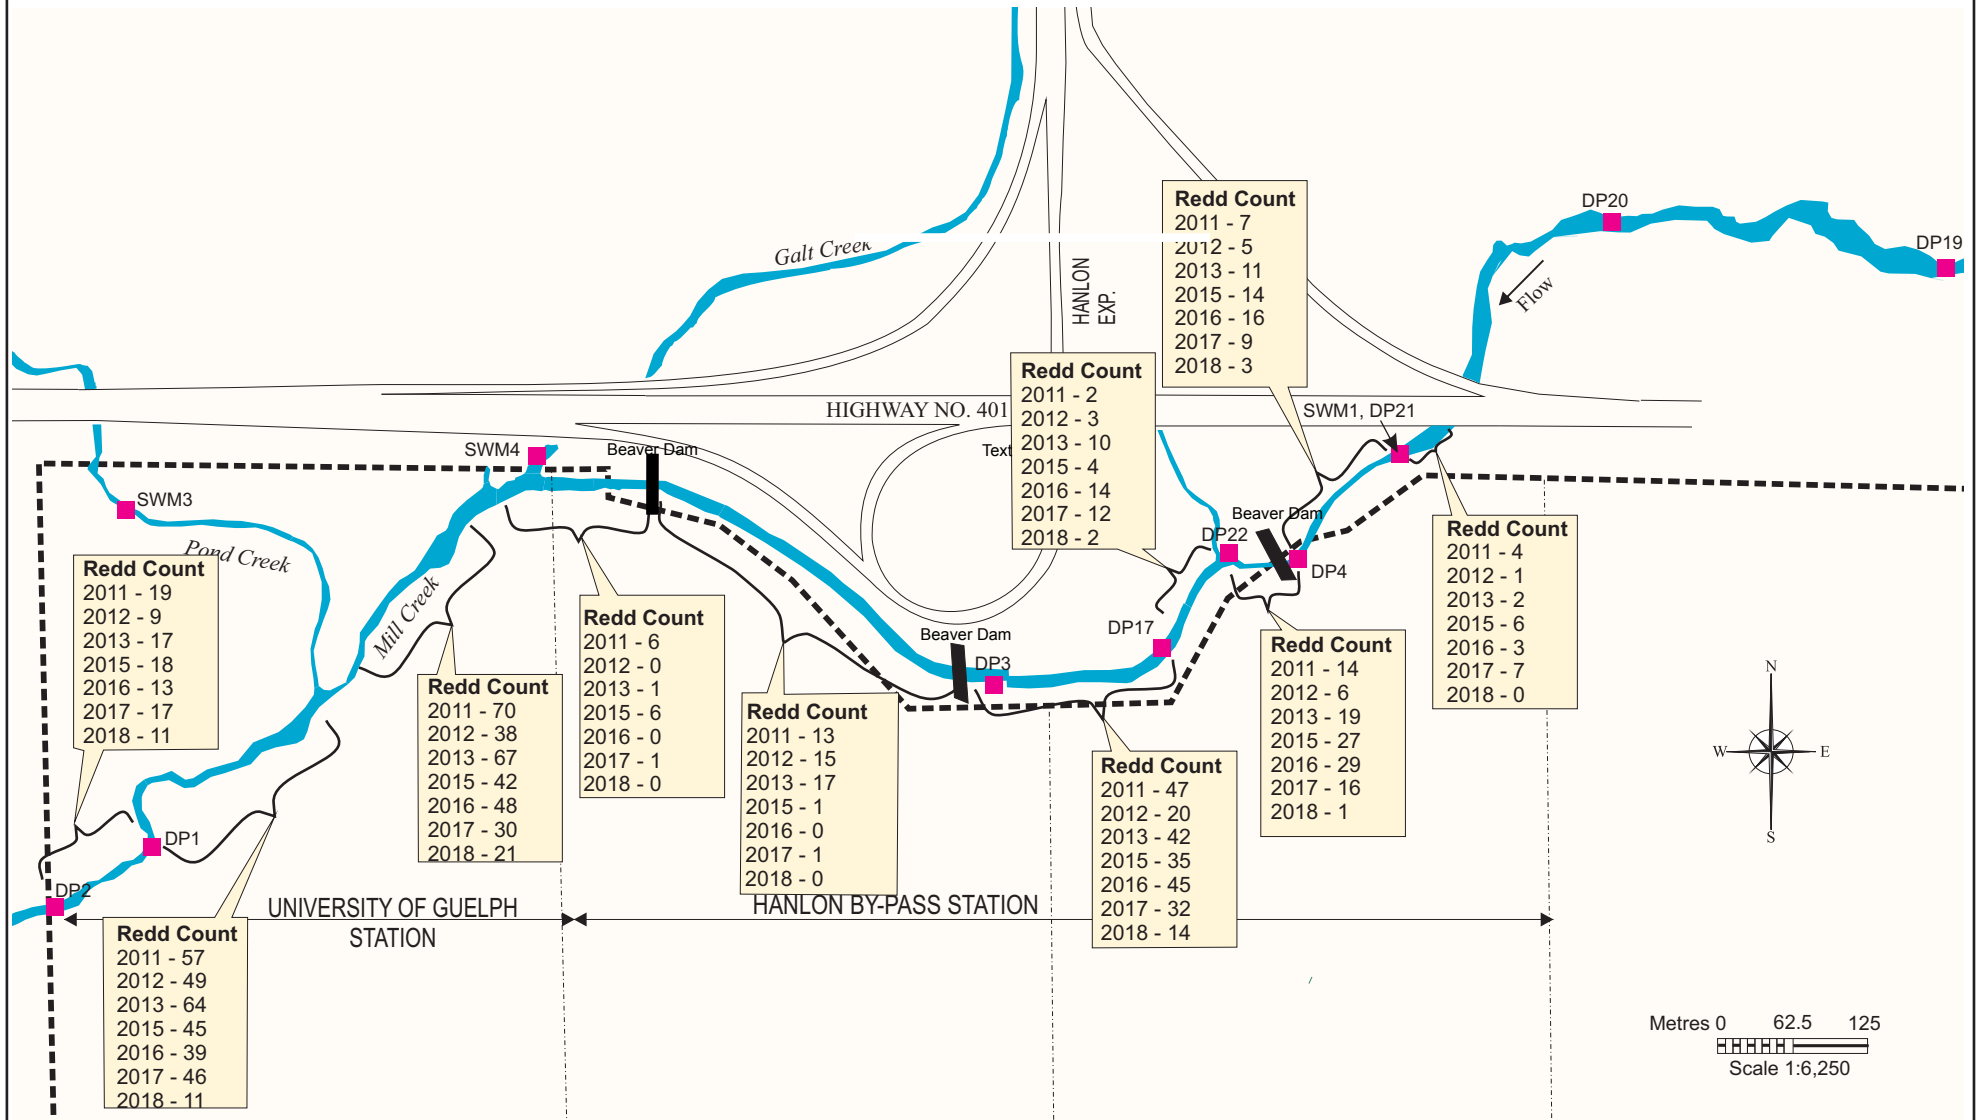 DP20
DP19
Flow
Galt Creek
HANLON
EXP.
Redd Count
2011 - 7
2012 - 5
2013 - 11
2015 - 14
2016 - 16
2017 - 9
2018 - 3
Redd Count
2011 - 2
2012 - 3
2013 - 10
2015 - 4
2016 - 14
2017 - 12
2018 - 2
HIGHWAY NO. 401
SWM1, DP21
Text
SWM4
Beaver Dam
SWM3
Pond Creek
Mill Creek
Beaver Dam
DP22
DP4
DP17
Beaver Dam
DP3
Redd Count
2011 - 19
2012 - 9
2013 - 17
2015 - 18
2016 - 13
2017 - 17
2018 - 11
Redd Count
2011 - 70
2012 - 38
2013 - 67
2015 - 42
2016 - 48
2017 - 30
2018 - 21
Redd Count
2011 - 6
2012 - 0
2013 - 1
2015 - 6
2016 - 0
2017 - 1
2018 - 0
Redd Count
2011 - 13
2012 - 15
2013 - 17
2015 - 1
2016 - 0
2017 - 1
2018 - 0
Redd Count
2011 - 47
2012 - 20
2013 - 42
2015 - 35
2016 - 45
2017 - 32
2018 - 14
Redd Count
2011 - 14
2012 - 6
2013 - 19
2015 - 27
2016 - 29
2017 - 16
2018 - 1
Redd Count
2011 - 4
2012 - 1
2013 - 2
2015 - 6
2016 - 3
2017 - 7
2018 - 0
N
W
E
S
DP1
DP2
UNIVERSITY OF GUELPH
STATION
HANLON BY-PASS STATION
Redd Count
2011 - 57
2012 - 49
2013 - 64
2015 - 45
2016 - 39
2017 - 46
2018 - 11
Metres 0 62.5 125
Scale 1:6,250